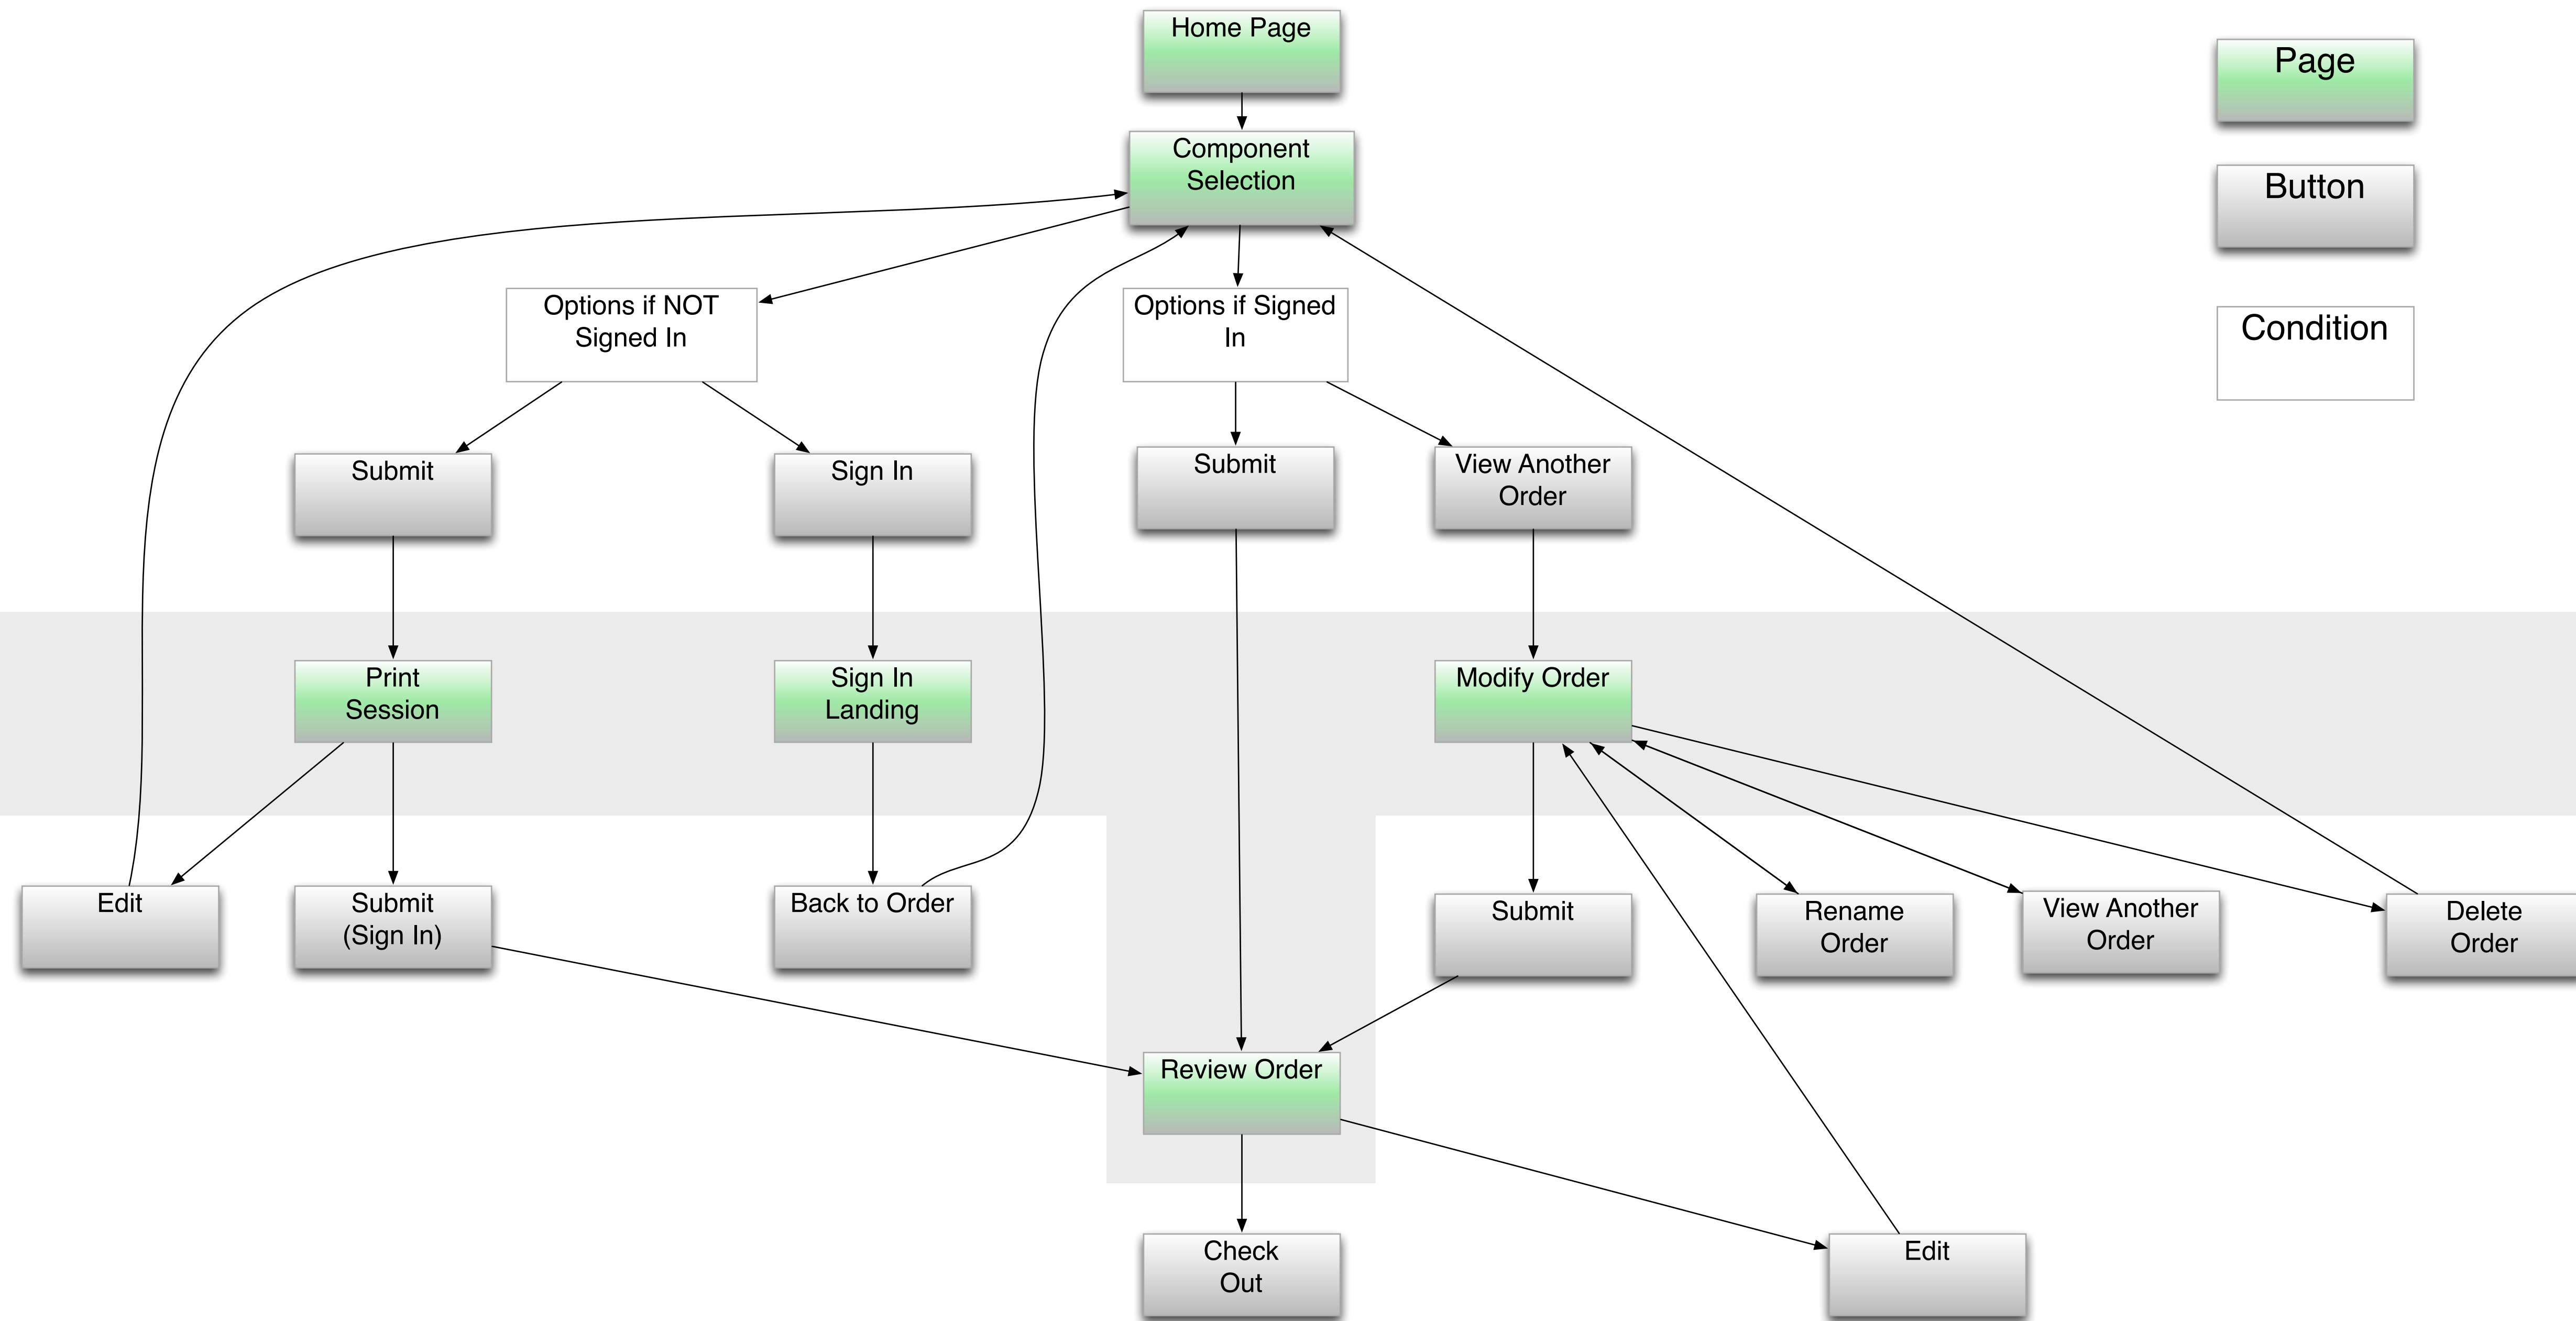 Home Page
Page
Component
Selection
Button
Options if NOT
Signed In
Options if Signed
In
Condition
Submit
Sign In
Submit
View Another
Order
Print
Session
Sign In
Landing
Modify Order
Edit
Submit
(Sign In)
Back to Order
Submit
Rename
Order
View Another
Order
Delete
Order
Review Order
Check
Out
Edit